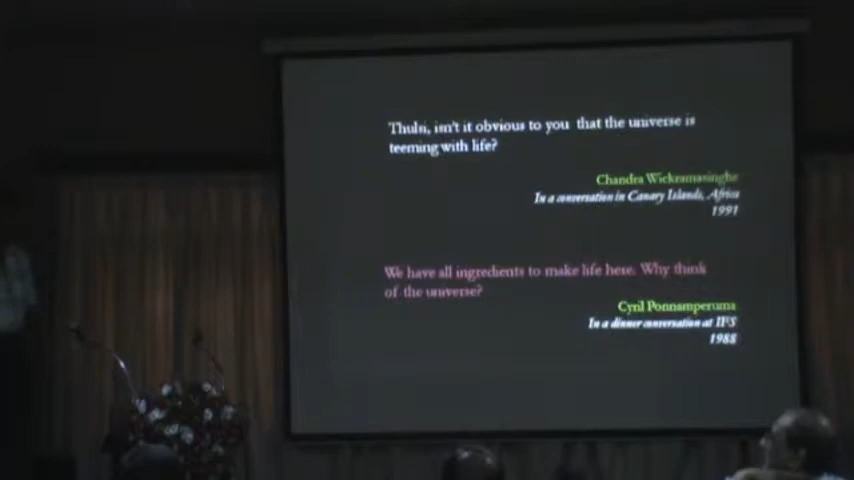 Thulsi, isn't it obvious to you that the universe is
teeming with life?
Chandra Wickramasinghe
In a conversation in Canary Islands, Africa
1991
We have all ingredients to make life here. Why think
of the universe?
Cyril Ponnamperuma
In a dinner conversation at IFS
1988